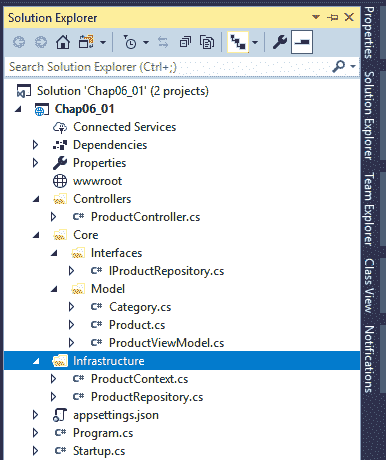 Solution Explorer
Search Solution Explorer (Ctrl+;)
Solution 'Chap06_01' (2 projects)
Chap06_01
Connected Services
Dependencies
Properties
wwwroot
Controllers
C# ProductController.cs
Core
Interfaces
C# IProductRepository.cs
Model
C# Category.cs
C# Product.cs
C# ProductViewModel.cs
Infrastructure
C# ProductContext.cs
C# ProductRepository.cs
appsettings.json
C# Program.cs
C# Startup.cs
Properties
Solution Explorer
Team Explorer
Class View
Notifications